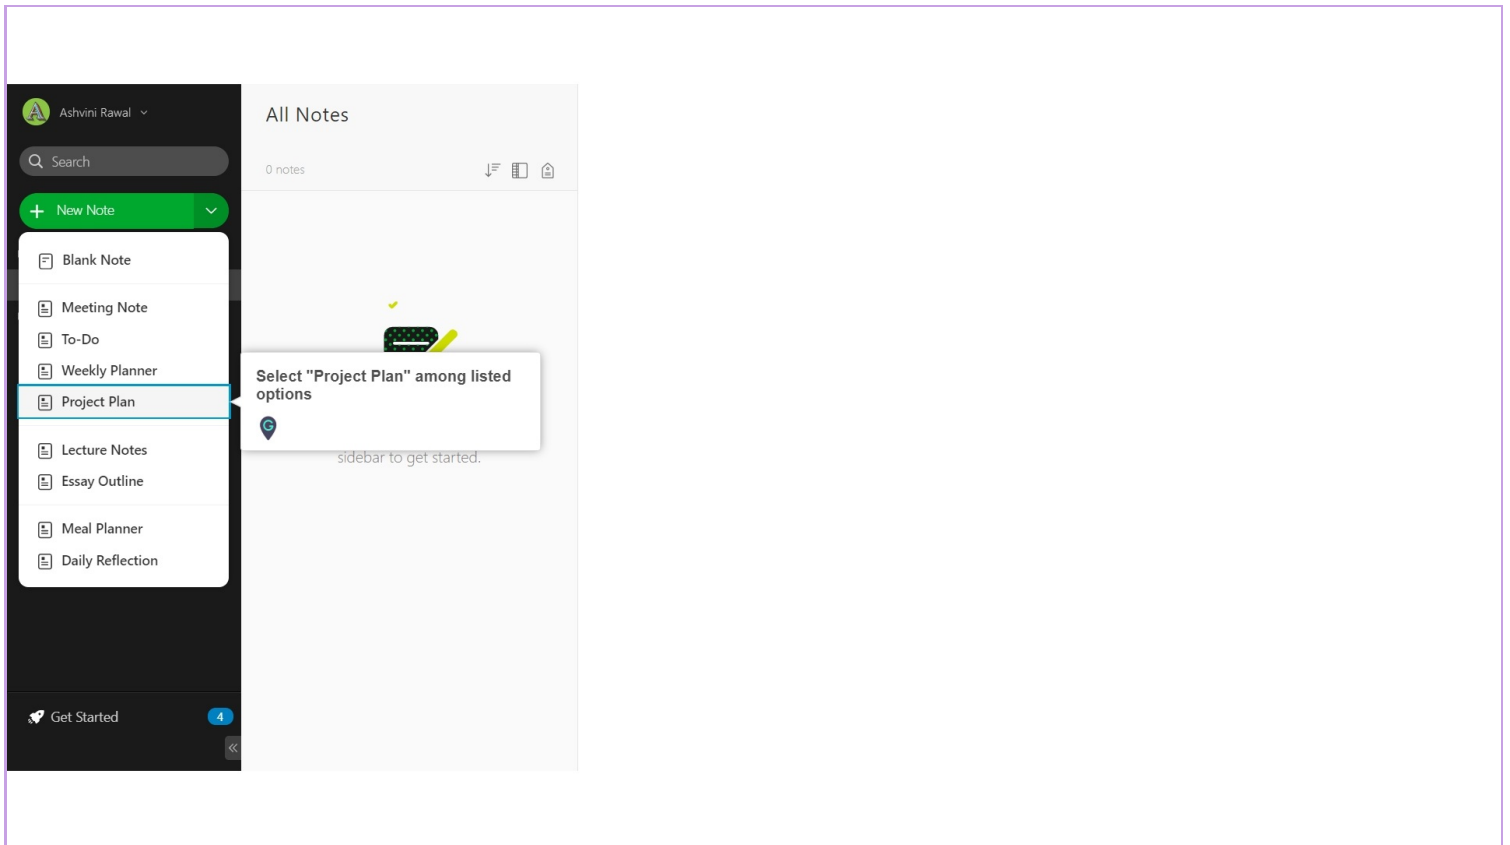 Ashvini Rawal
Search
New Note
Blank Note
Meeting Note
To-Do
Weekly Planner
Project Plan
Lecture Notes
Essay Outline
Meal Planner
Daily Reflection
Get Started
4
All Notes
0 notes
Select "Project Plan" among listed
options
G
sidebar to get started.